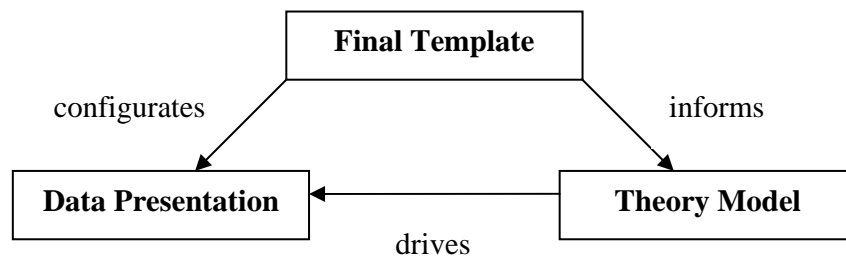 Final Template
configurates
informs
Data Presentation
Theory Model
drives